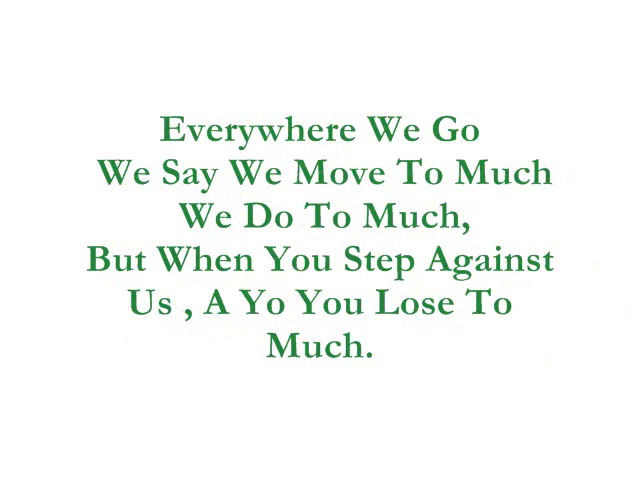 Everywhere We Go
We Say We Move To Much
We Do To Much,
But When You Step Against
Us , A Yo You Lose To
Much.